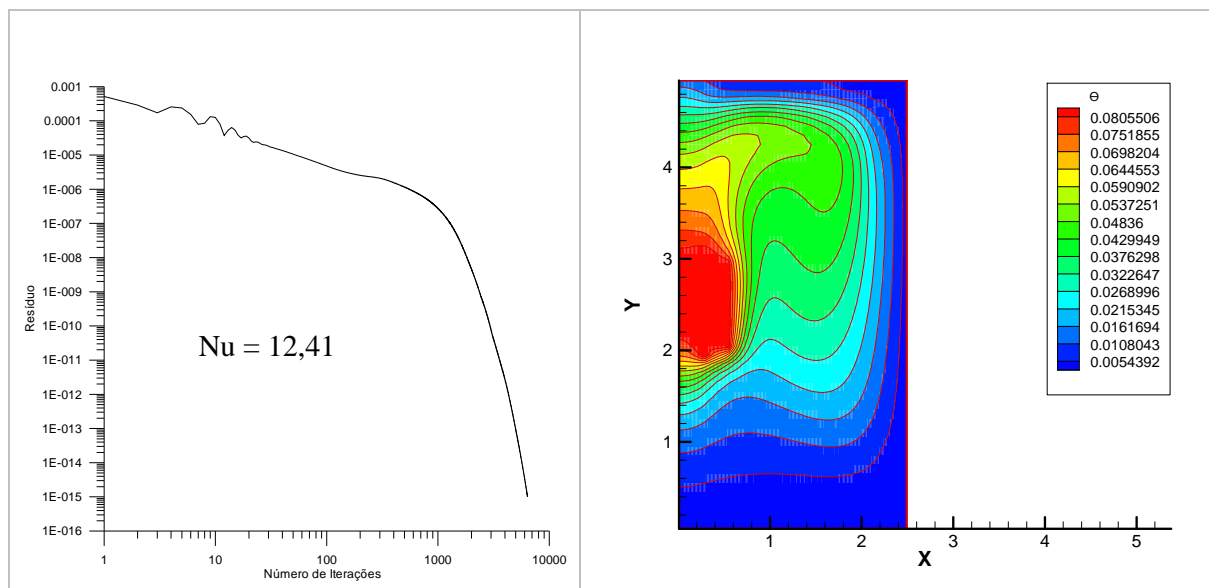 0.001
0.0001
1E-005
1E-006
1E-007
1E-008
1E-009
1E-010
1E-011
1E-012
1E-013
1E-014
1E-015
1E-016
Resíduo
Nu = 12,41
1 10 100 1000 10000
Número de Iterações
4
3
2
1
Y
1 2 3 4 5
X
Θ
0.0805506
0.0751855
0.0698204
0.0644553
0.0590902
0.0537251
0.04836
0.0429949
0.0376298
0.0322647
0.0268996
0.0215345
0.0161694
0.0108043
0.0054392